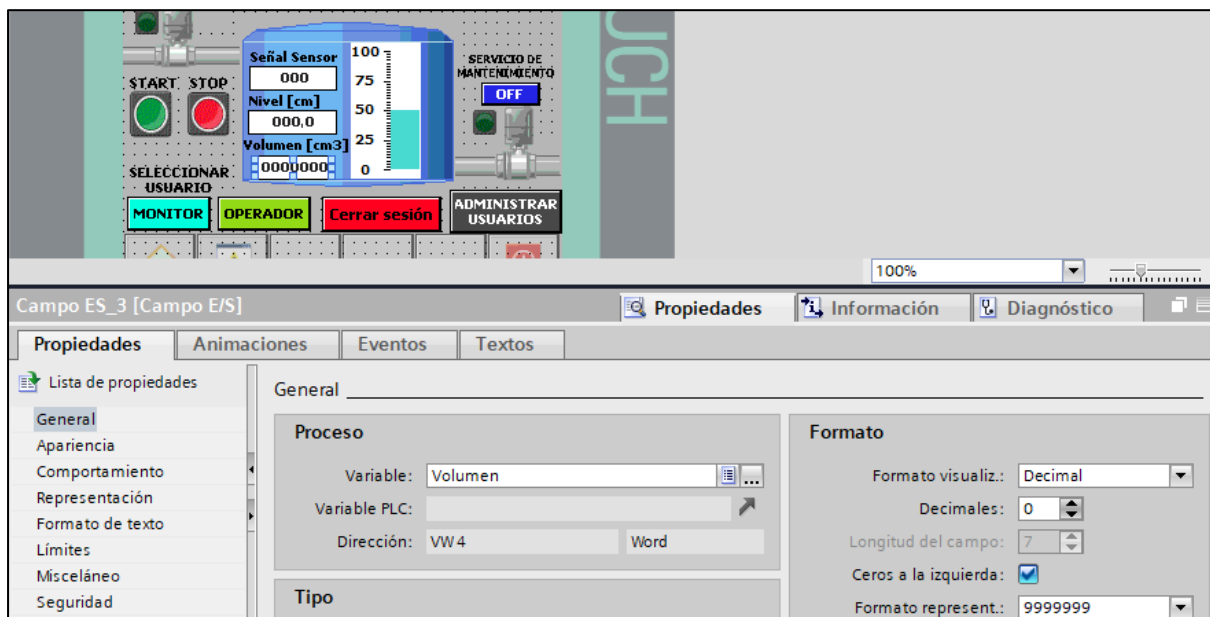 UCH
Señal Sensor
000
Nivel [cm]
000,0
Volumen [cm3]
0000000
100
75
50
25
0
START STOP
SERVICIO DE
MANTENIMIENTO
OFF
SELECCIONAR
USUARIO
MONITOR
OPERADOR
Cerrar sesión
ADMINISTRAR
USUARIOS
100%
Campo ES_3 [Campo E/S]
Propiedades
Información
Diagnóstico
Propiedades
Animaciones
Eventos
Textos
Lista de propiedades
General
Apariencia
Comportamiento
Representación
Formato de texto
Límites
Misceláneo
Seguridad
General
Proceso
Variable: Volumen
Variable PLC:
Dirección: VW 4 Word
Tipo
Formato
Formato visualiz.: Decimal
Decimales: 0
Longitud del campo: 7
Ceros a la izquierda:
Formato represent.: 9999999